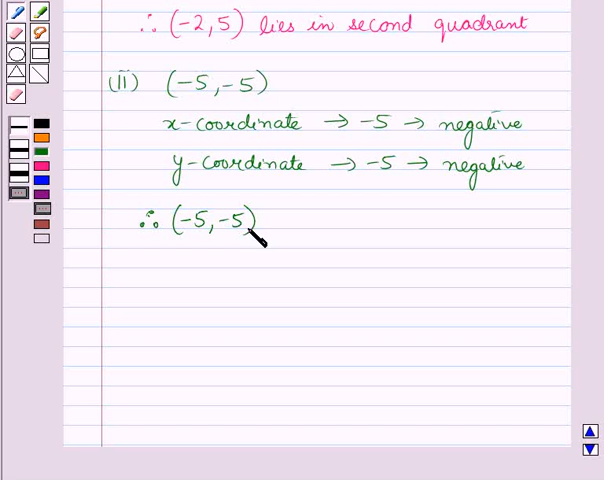 ∴ (-2, 5) lies in second quadrant
(ii) (-5, -5)
x-coordinate → -5 → negative
y-coordinate → -5 → negative
∴ (-5, -5)